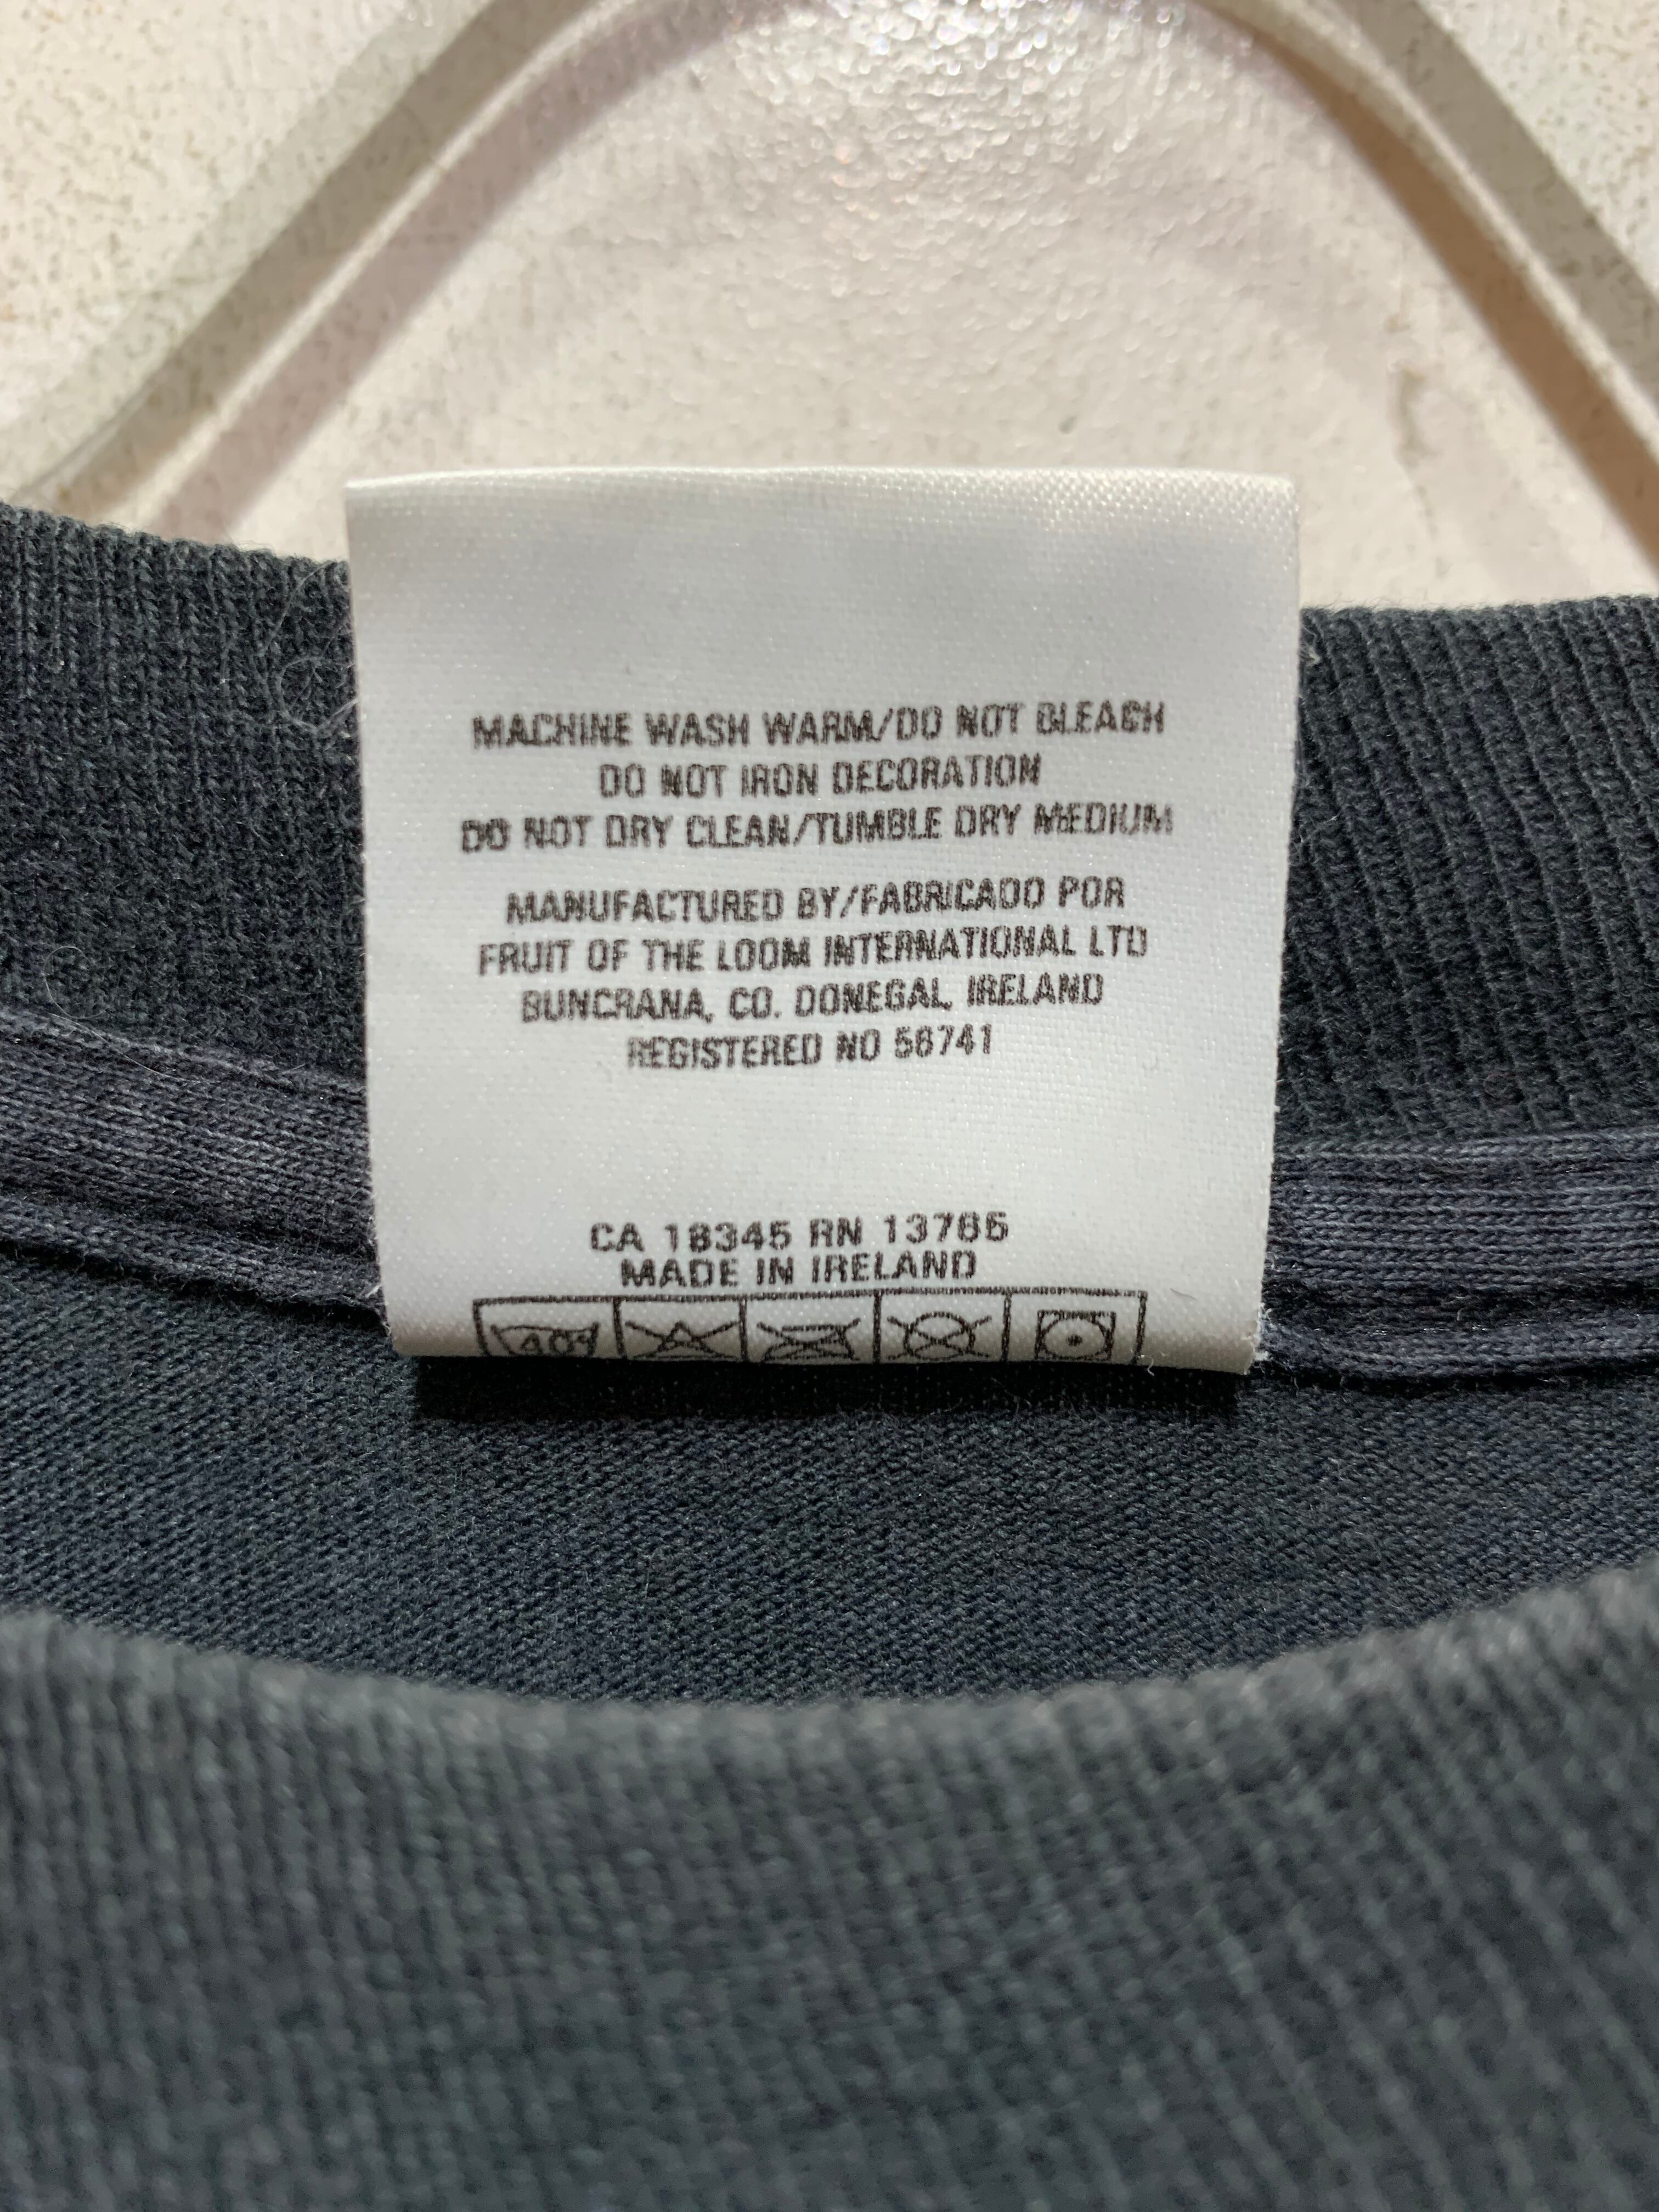 MACHINE WASH WARM/DO NOT BLEACH
DO NOT IRON DECORATION
DO NOT DRY CLEAN/TUMBLE DRY MEDIUM
MANUFACTURED BY/FABRICADO POR
FRUIT OF THE LOOM INTERNATIONAL LTD
BUNCRANA, CO. DONEGAL, IRELAND
REGISTERED NO 56741
CA 18345 RN 13765
MADE IN IRELAND
40°